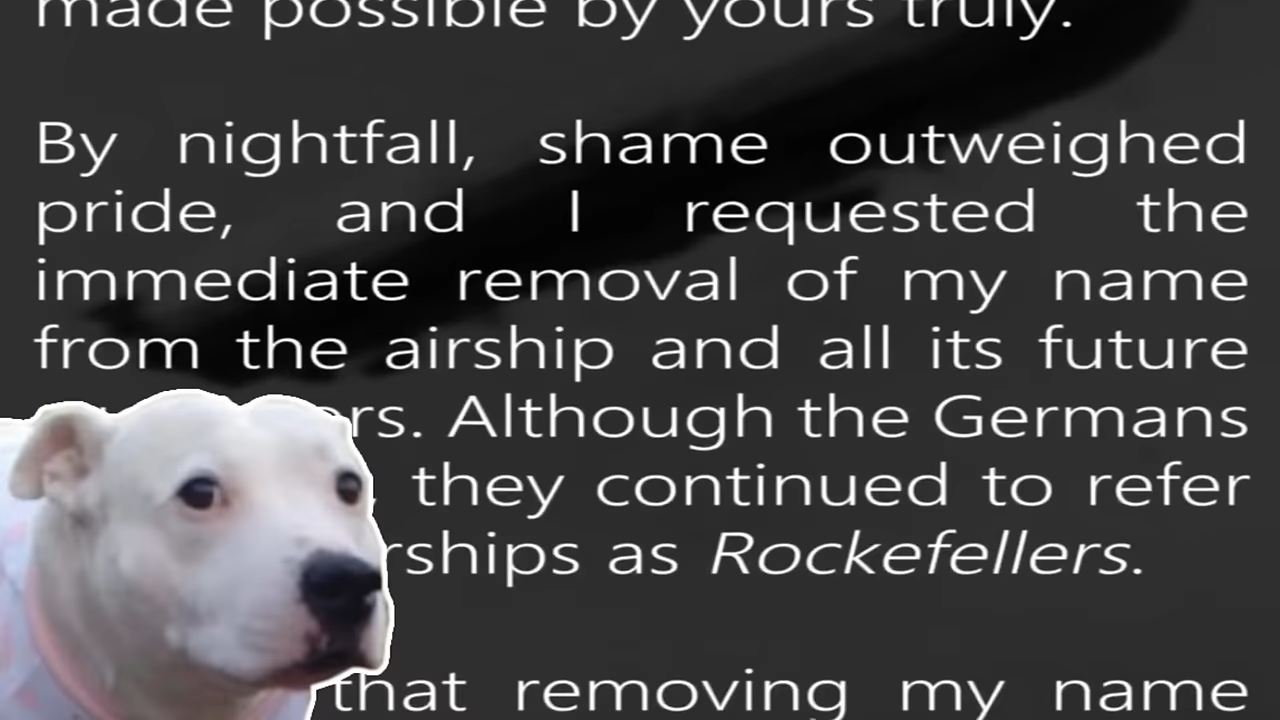 made possible by yours truly.
By nightfall, shame outweighed
pride, and I requested the
immediate removal of my name
from the airship and all its future
rs. Although the Germans
, they continued to refer
rships as Rockefellers.
that removing my name